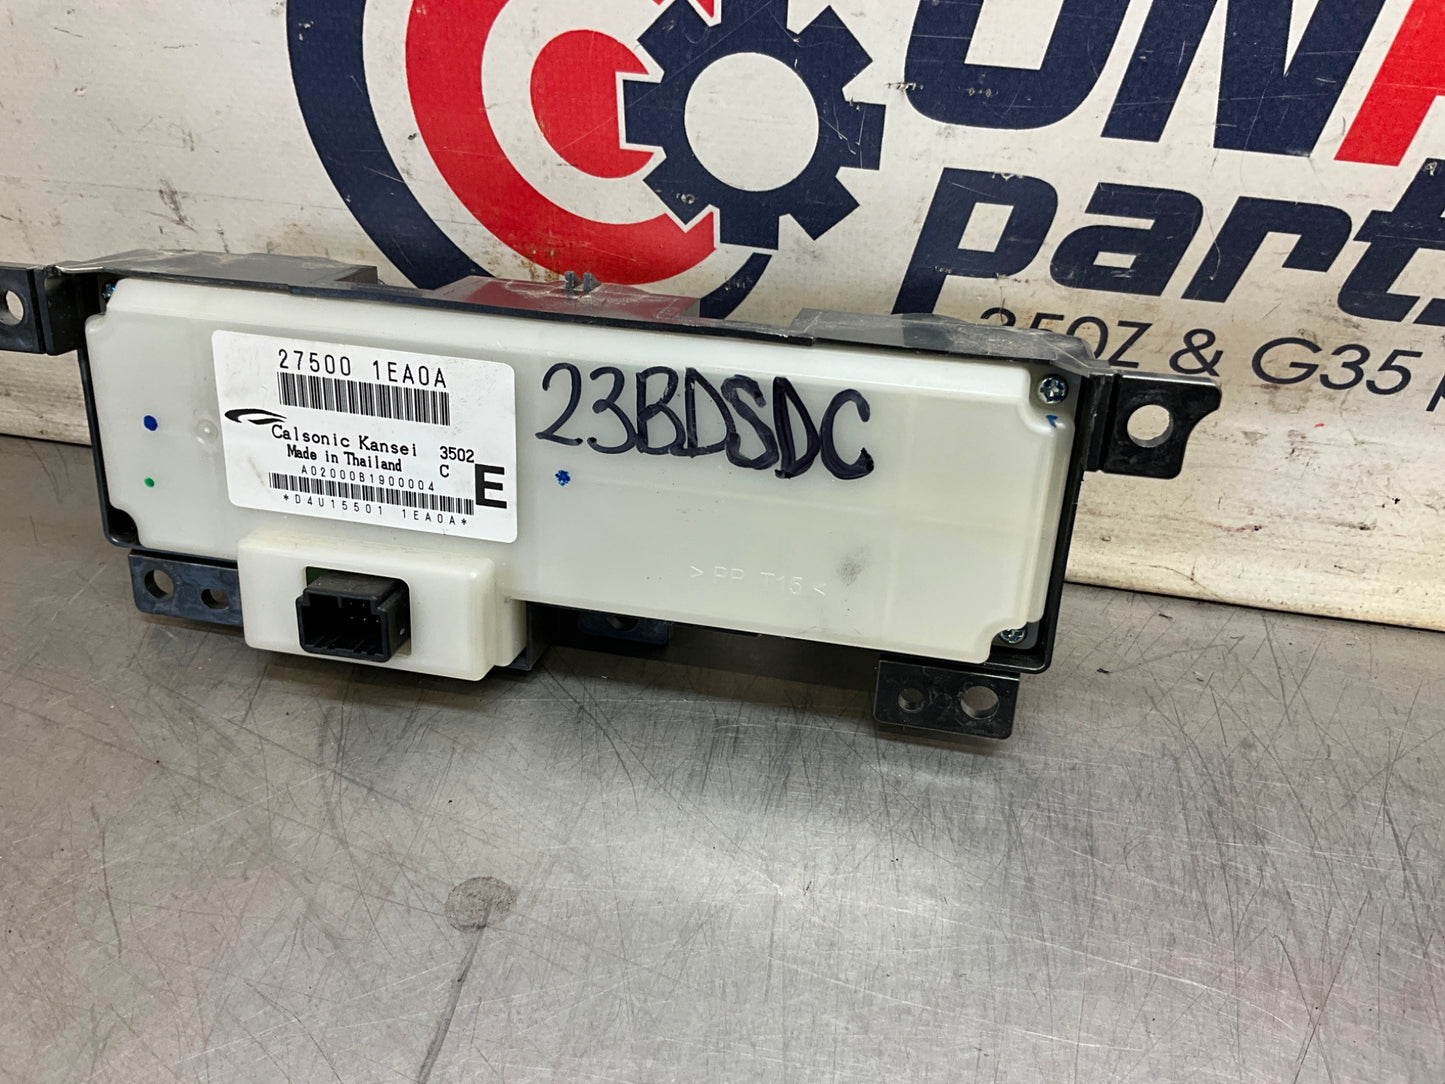 part
350Z & G35 p
27500 1EA0A
Calsonic Kansei 3502
Made in Thailand C
A02000B1900004
E
*D4U15501 1EA0A*
23BDSDC
>PP T15<